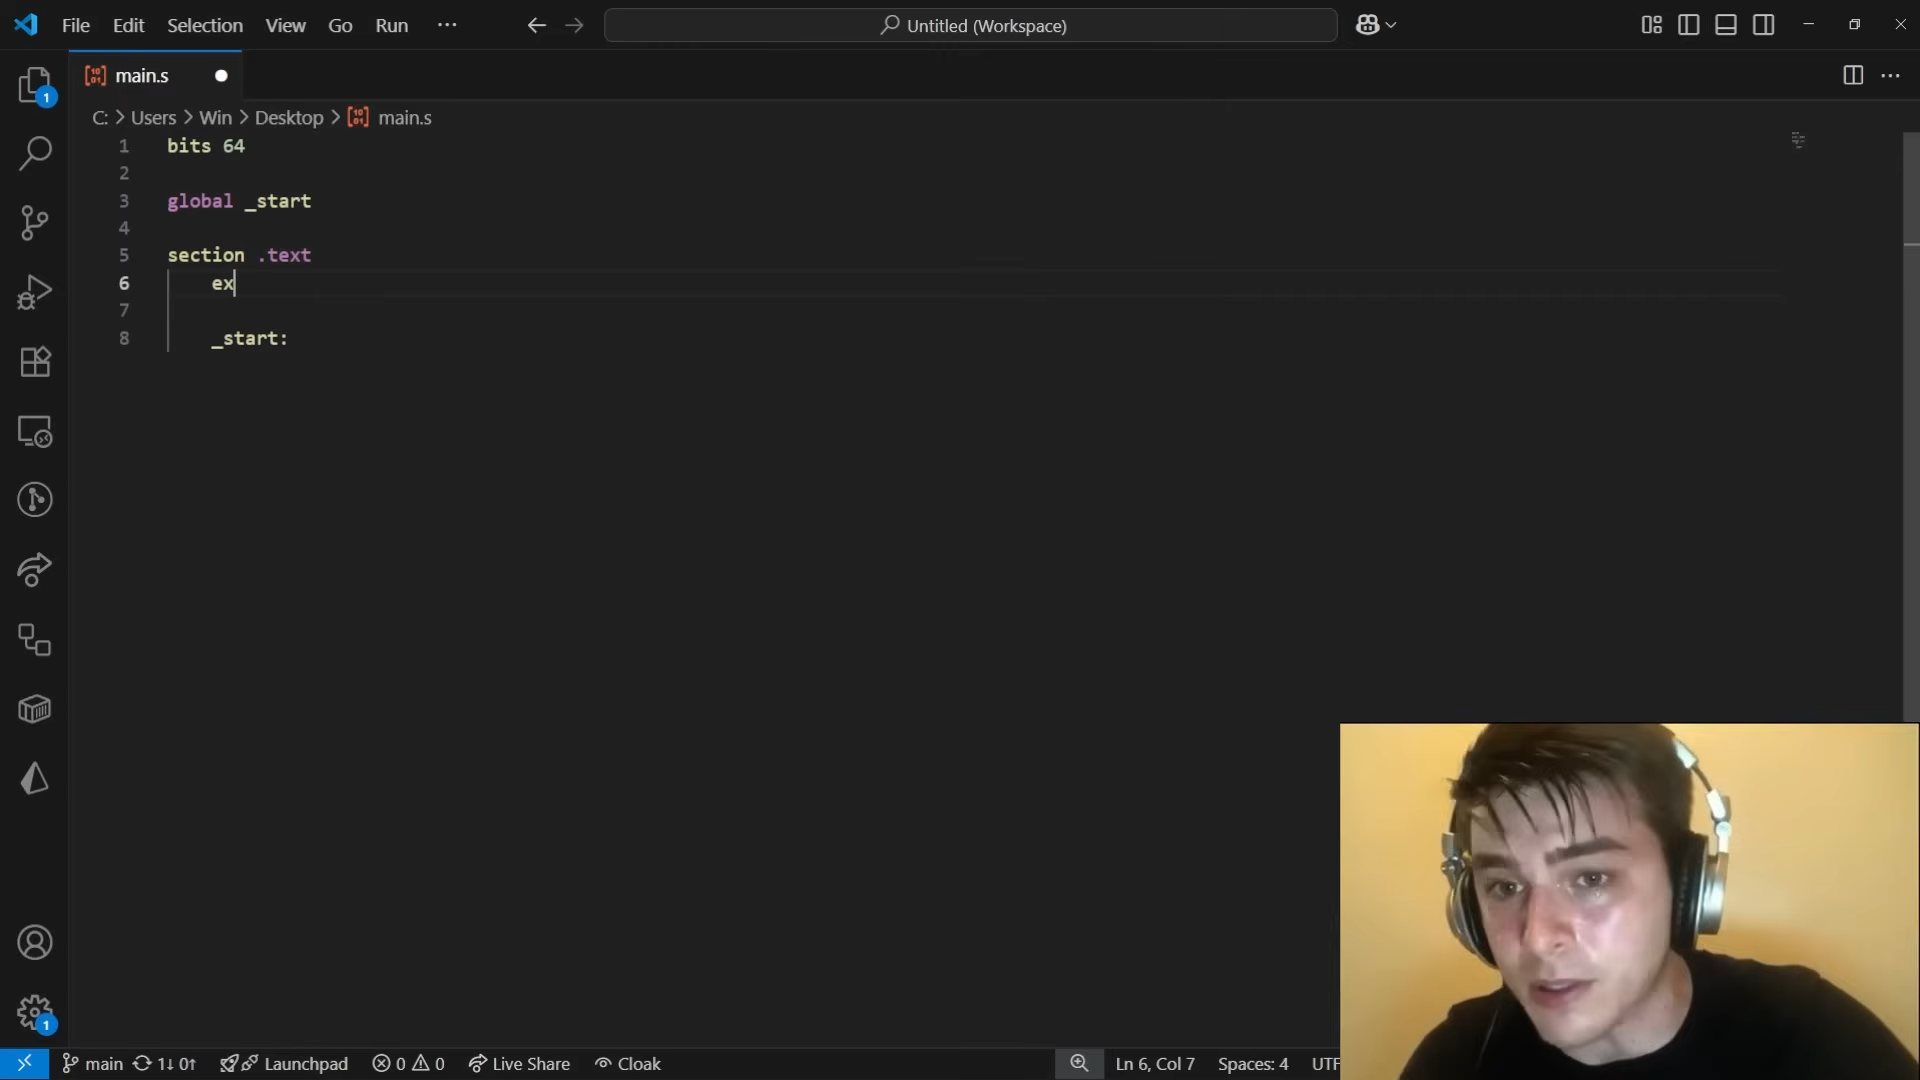 File Edit Selection View Go Run ··· Untitled (Workspace)
main.s
C: > Users > Win > Desktop > main.s
1 bits 64
2
3 global _start
4
5 section .text
6 ex
7
8 _start:
1
1
main 1↓ 0↑ Launchpad 0 0 Live Share Cloak Ln 6, Col 7 Spaces: 4 UTF